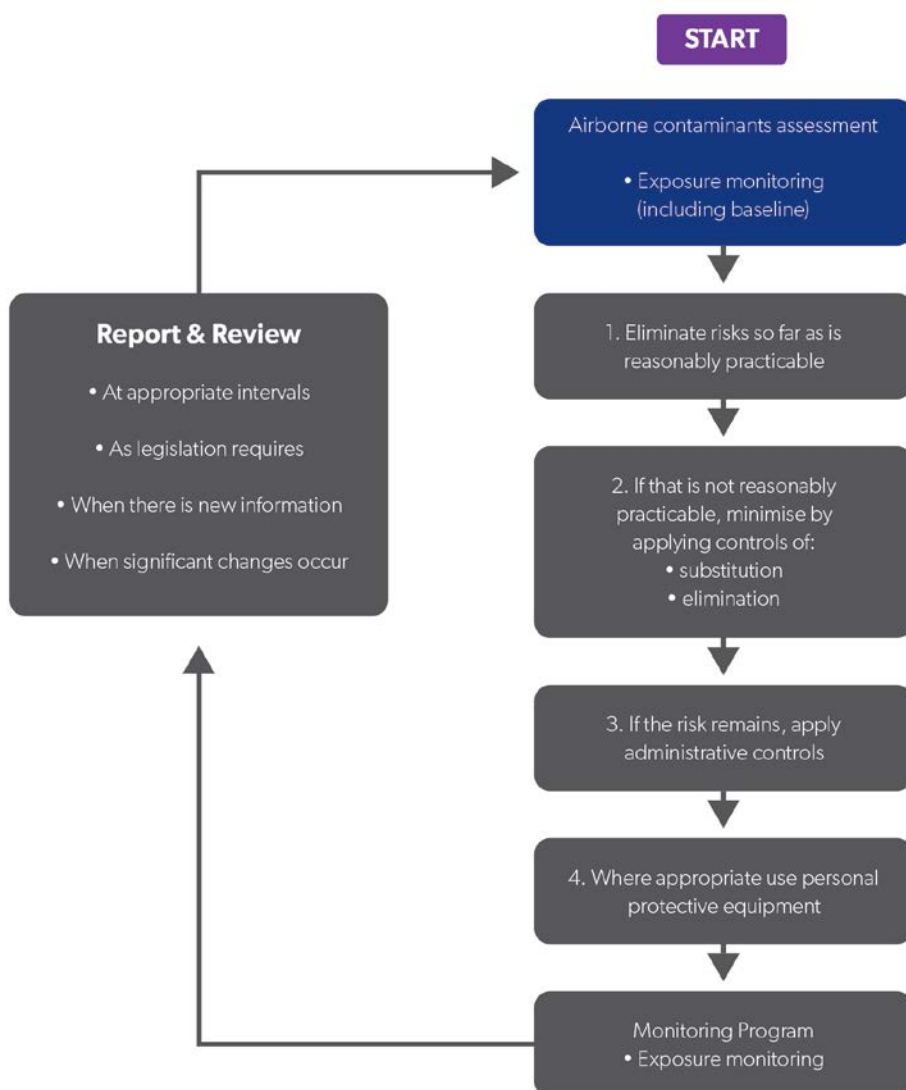 START
Airborne contaminants assessment
• Exposure monitoring
(including baseline)
Report & Review
• At appropriate intervals
• As legislation requires
• When there is new information
• When significant changes occur
1. Eliminate risks so far as is
reasonably practicable
2. If that is not reasonably
practicable, minimise by
applying controls of:
• substitution
• elimination
3. If the risk remains, apply
administrative controls
4. Where appropriate use personal
protective equipment
Monitoring Program
• Exposure monitoring